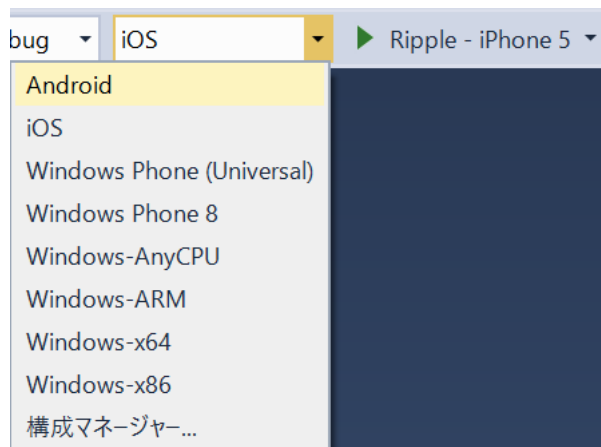 bug iOS Ripple - iPhone 5
Android
iOS
Windows Phone (Universal)
Windows Phone 8
Windows-AnyCPU
Windows-ARM
Windows-x64
Windows-x86
構成マネージャー...